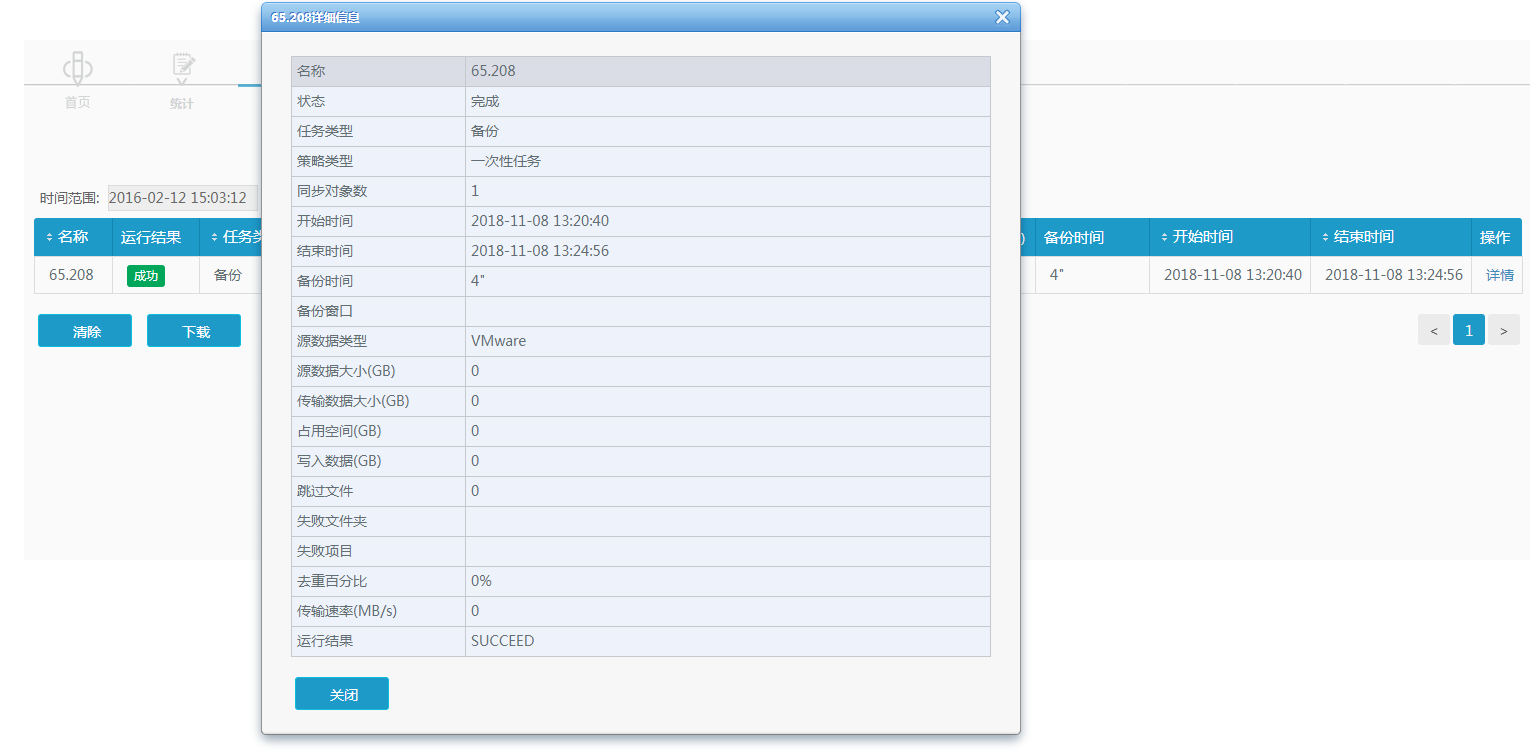 65.208详细信息
首页
统计
时间范围: 2016-02-12 15:03:12
名称 运行结果 任务类 ) 备份时间 开始时间 结束时间 操作
65.208 成功 备份 4" 2018-11-08 13:20:40 2018-11-08 13:24:56 详情
清除 下载 < 1 >
名称 65.208
状态 完成
任务类型 备份
策略类型 一次性任务
同步对象数 1
开始时间 2018-11-08 13:20:40
结束时间 2018-11-08 13:24:56
备份时间 4"
备份窗口
源数据类型 VMware
源数据大小(GB) 0
传输数据大小(GB) 0
占用空间(GB) 0
写入数据(GB) 0
跳过文件 0
失败文件夹
失败项目
去重百分比 0%
传输速率(MB/s) 0
运行结果 SUCCEED
关闭